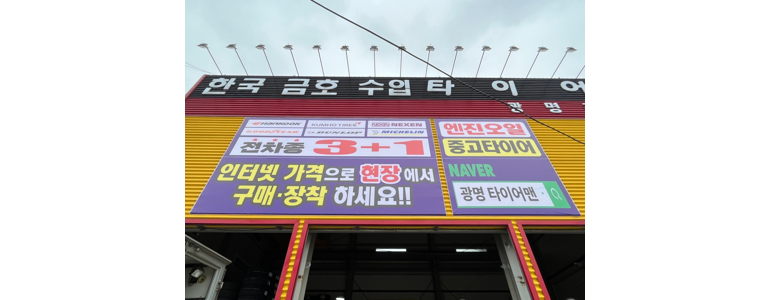 한국 금호 수입 타이어
광명
HANKOOK KUMHO TIRE NEXEN
GOODYEAR DUNLOP MICHELIN
전차종 3+1
인터넷 가격으로 현장에서
구매·장착 하세요!!
엔진오일
중고타이어
NAVER
광명 타이어맨